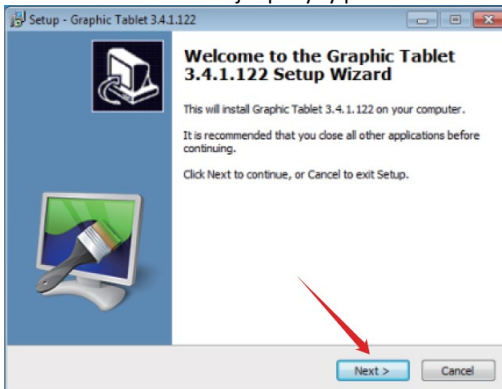 Setup - Graphic Tablet 3.4.1.122
Welcome to the Graphic Tablet
3.4.1.122 Setup Wizard
This will install Graphic Tablet 3.4.1.122 on your computer.
It is recommended that you close all other applications before
continuing.
Click Next to continue, or Cancel to exit Setup.
Next >
Cancel